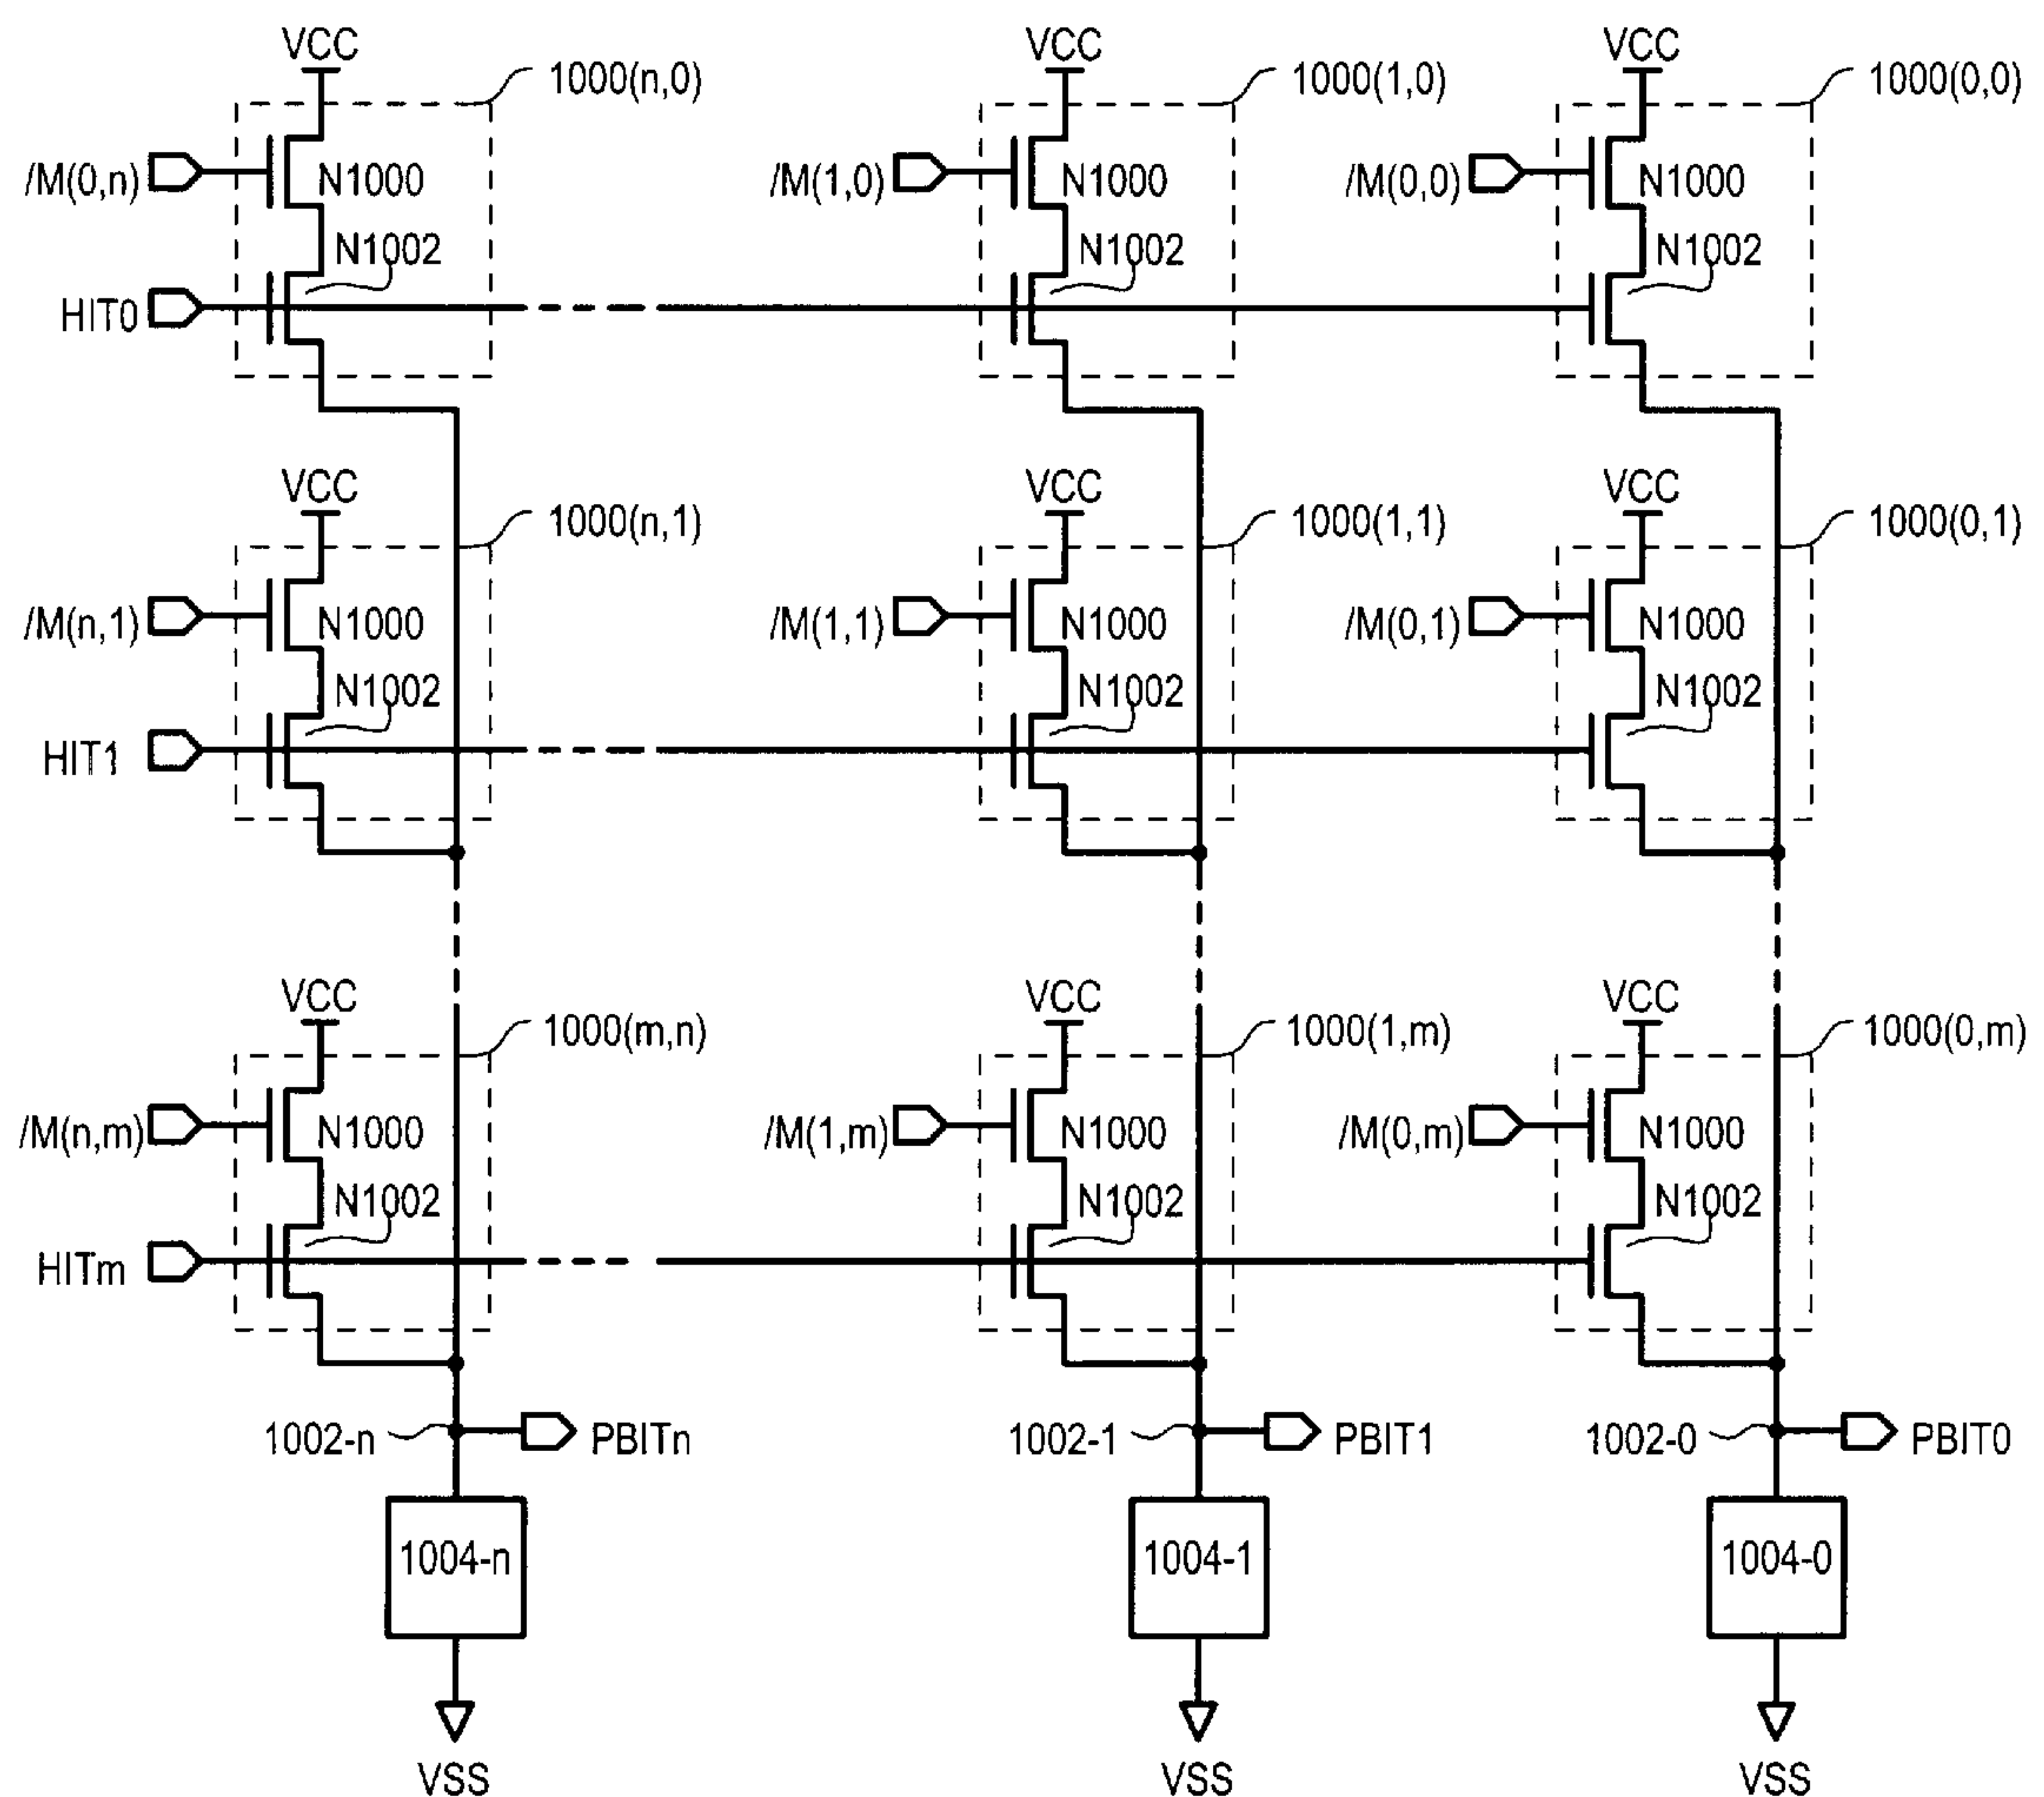 VCC VCC VCC
1000(n,0) 1000(1,0) 1000(0,0)
/M(0,n) N1000 /M(1,0) N1000 /M(0,0) N1000
N1002 N1002 N1002
HIT0
VCC VCC VCC
1000(n,1) 1000(1,1) 1000(0,1)
/M(n,1) N1000 /M(1,1) N1000 /M(0,1) N1000
N1002 N1002 N1002
HIT1
VCC VCC VCC
1000(m,n) 1000(1,m) 1000(0,m)
/M(n,m) N1000 /M(1,m) N1000 /M(0,m) N1000
N1002 N1002 N1002
HITm
1002-n PBITn 1002-1 PBIT1 1002-0 PBIT0
1004-n 1004-1 1004-0
VSS VSS VSS